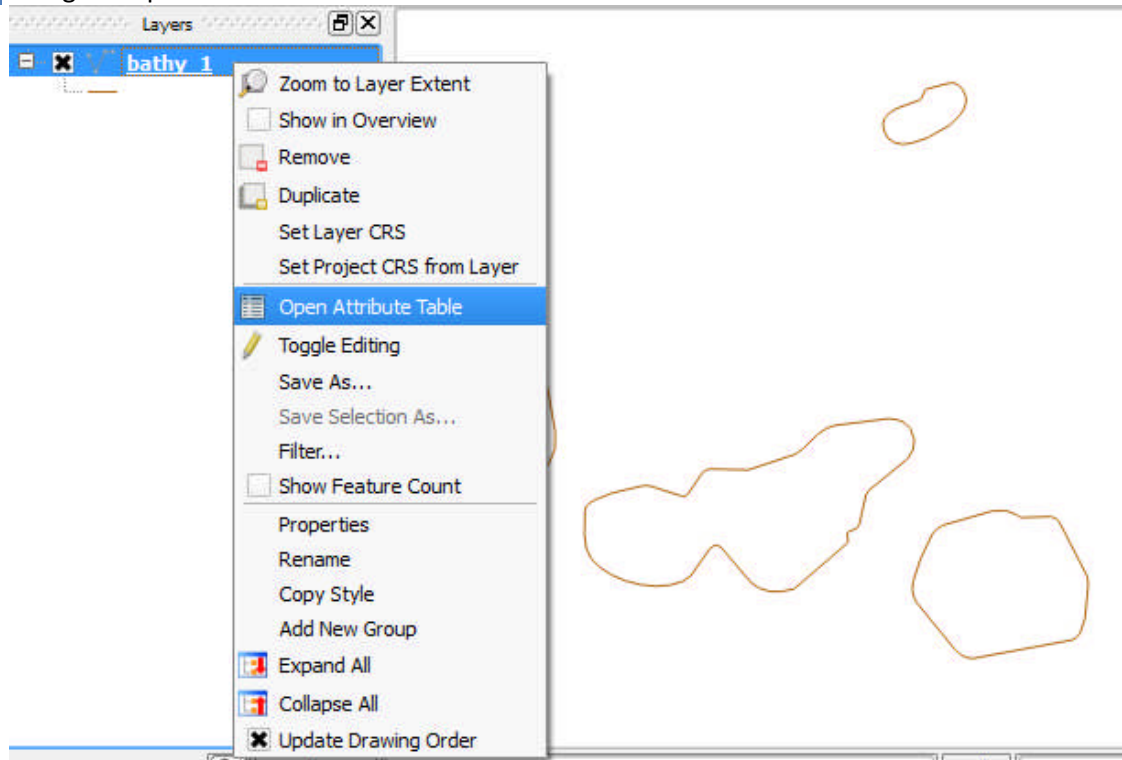 Layers
bathy_1
Zoom to Layer Extent
Show in Overview
Remove
Duplicate
Set Layer CRS
Set Project CRS from Layer
Open Attribute Table
Toggle Editing
Save As...
Save Selection As...
Filter...
Show Feature Count
Properties
Rename
Copy Style
Add New Group
Expand All
Collapse All
Update Drawing Order